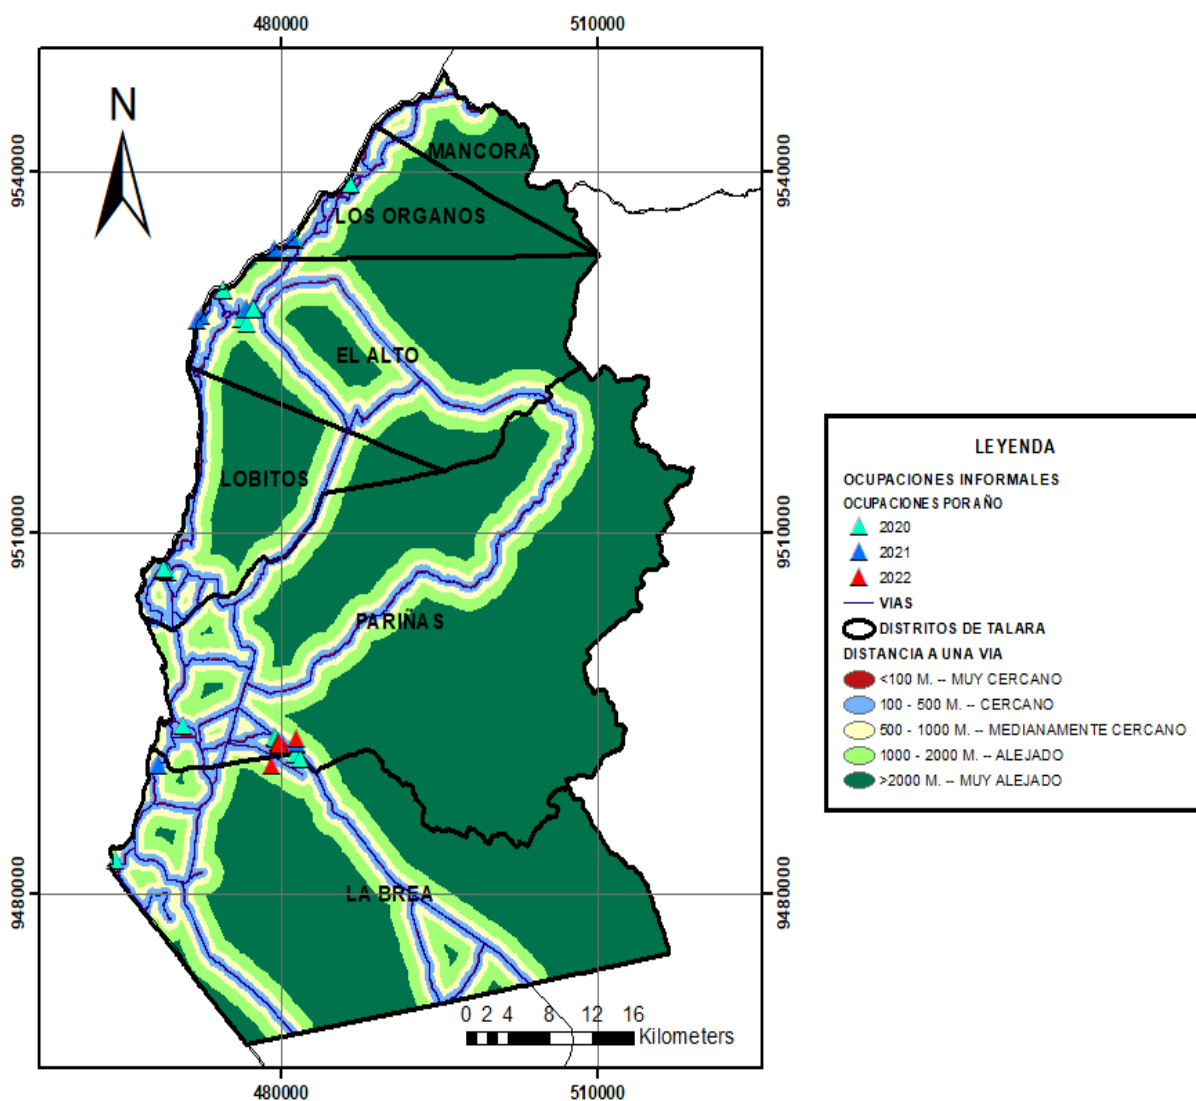 480000
510000
N
9540000
9540000
MANCORA
LOS ORGANOS
EL ALTO
LOBITOS
9510000
9510000
PARIÑAS
9480000
9480000
LA BREA
0 2 4 8 12 16
Kilometers
480000
510000
LEYENDA
OCUPACIONES INFORMALES
OCUPACIONES POR AÑO
2020
2021
2022
VIAS
DISTRITOS DE TALARA
DISTANCIA A UNA VIA
<100 M. -- MUY CERCANO
100 - 500 M. -- CERCANO
500 - 1000 M. -- MEDIANAMENTE CERCANO
1000 - 2000 M. -- ALEJADO
>2000 M. -- MUY ALEJADO